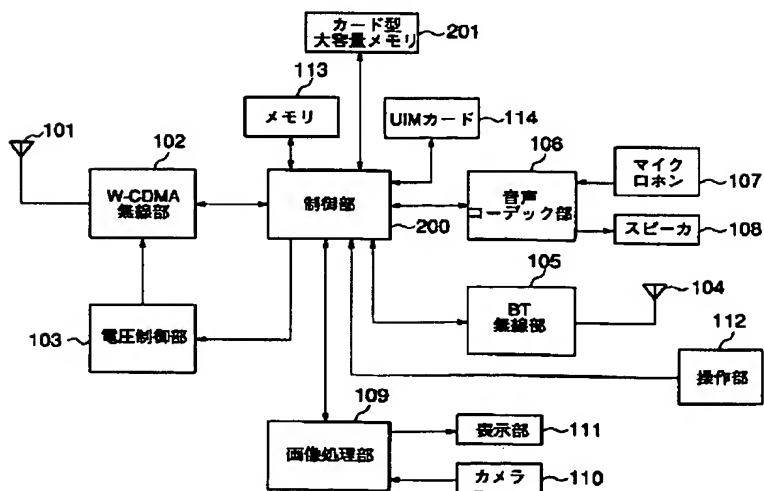 カード型
大容量メモリ
201
113
メモリ
UIMカード
114
101
102
W-CDMA
無線部
制御部
200
106
音声
コーデック部
マイク
ロホン
107
スピーカ
108
103
電圧制御部
105
BT
無線部
104
112
操作部
109
画像処理部
表示部
111
カメラ
110